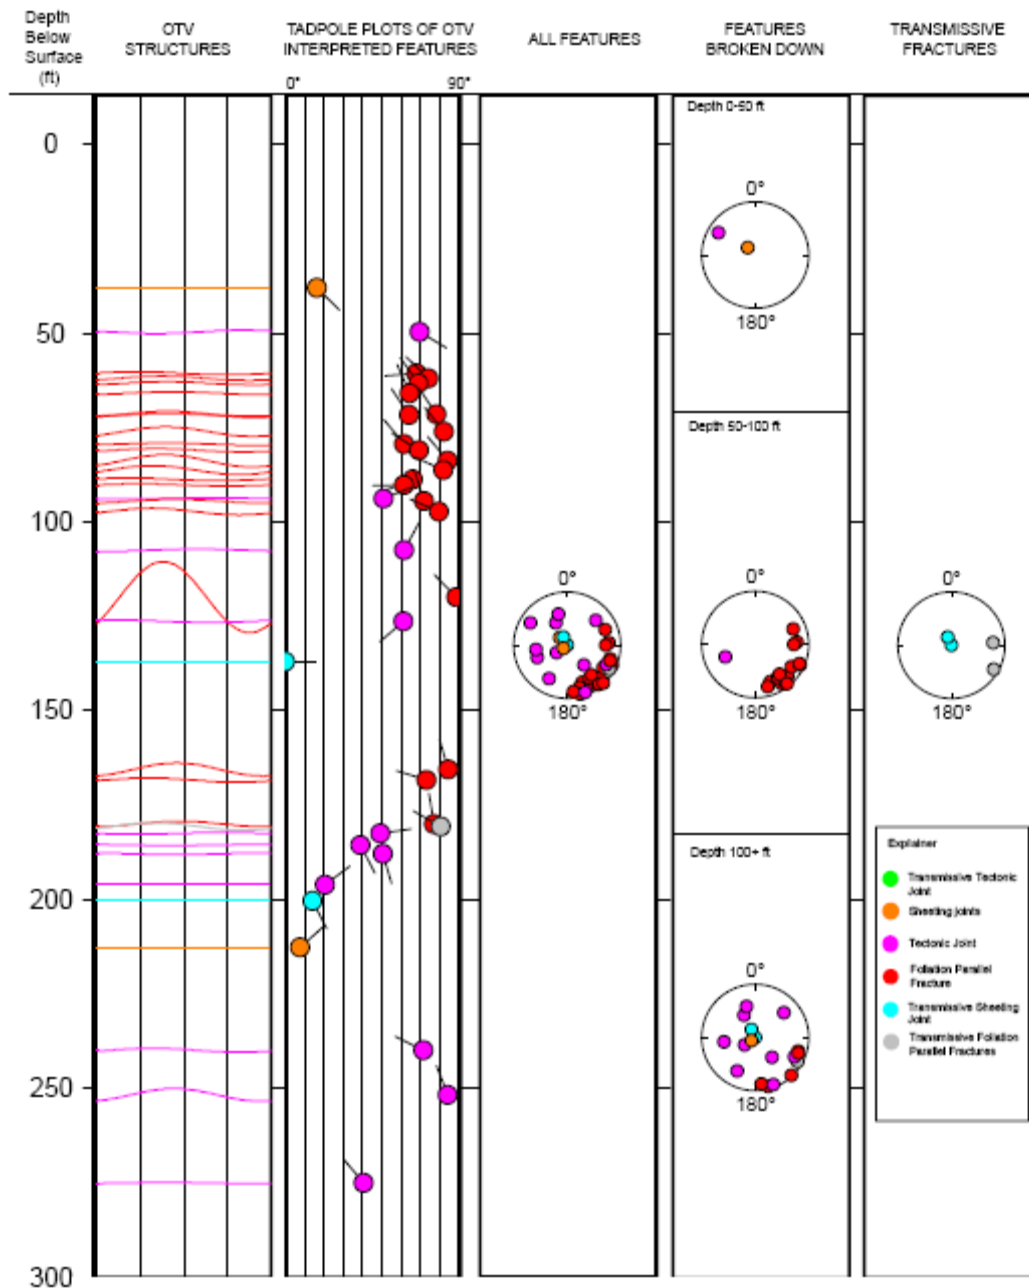 Depth
Below
Surface
(ft)
OTV
STRUCTURES
TADPOLE PLOTS OF OTV
INTERPRETED FEATURES
ALL FEATURES
FEATURES
BROKEN DOWN
TRANSMISSIVE
FRACTURES
0°
90°
0
50
100
150
200
250
300
0°
180°
Depth 0-50 ft
0°
180°
Depth 50-100 ft
0°
180°
Depth 100+ ft
0°
180°
0°
180°
Explainer
Transmissive Tectonic
Joint
Sheeting joints
Tectonic Joint
Foliation Parallel
Fracture
Transmissive Sheeting
Joint
Transmissive Foliation
Parallel Fractures